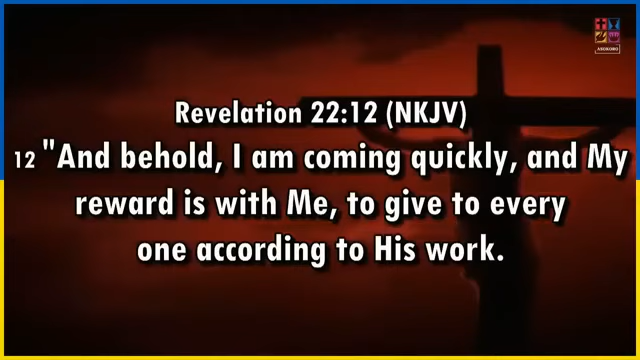 ASOKORO
Revelation 22:12 (NKJV)
12 "And behold, I am coming quickly, and My
reward is with Me, to give to every
one according to His work.